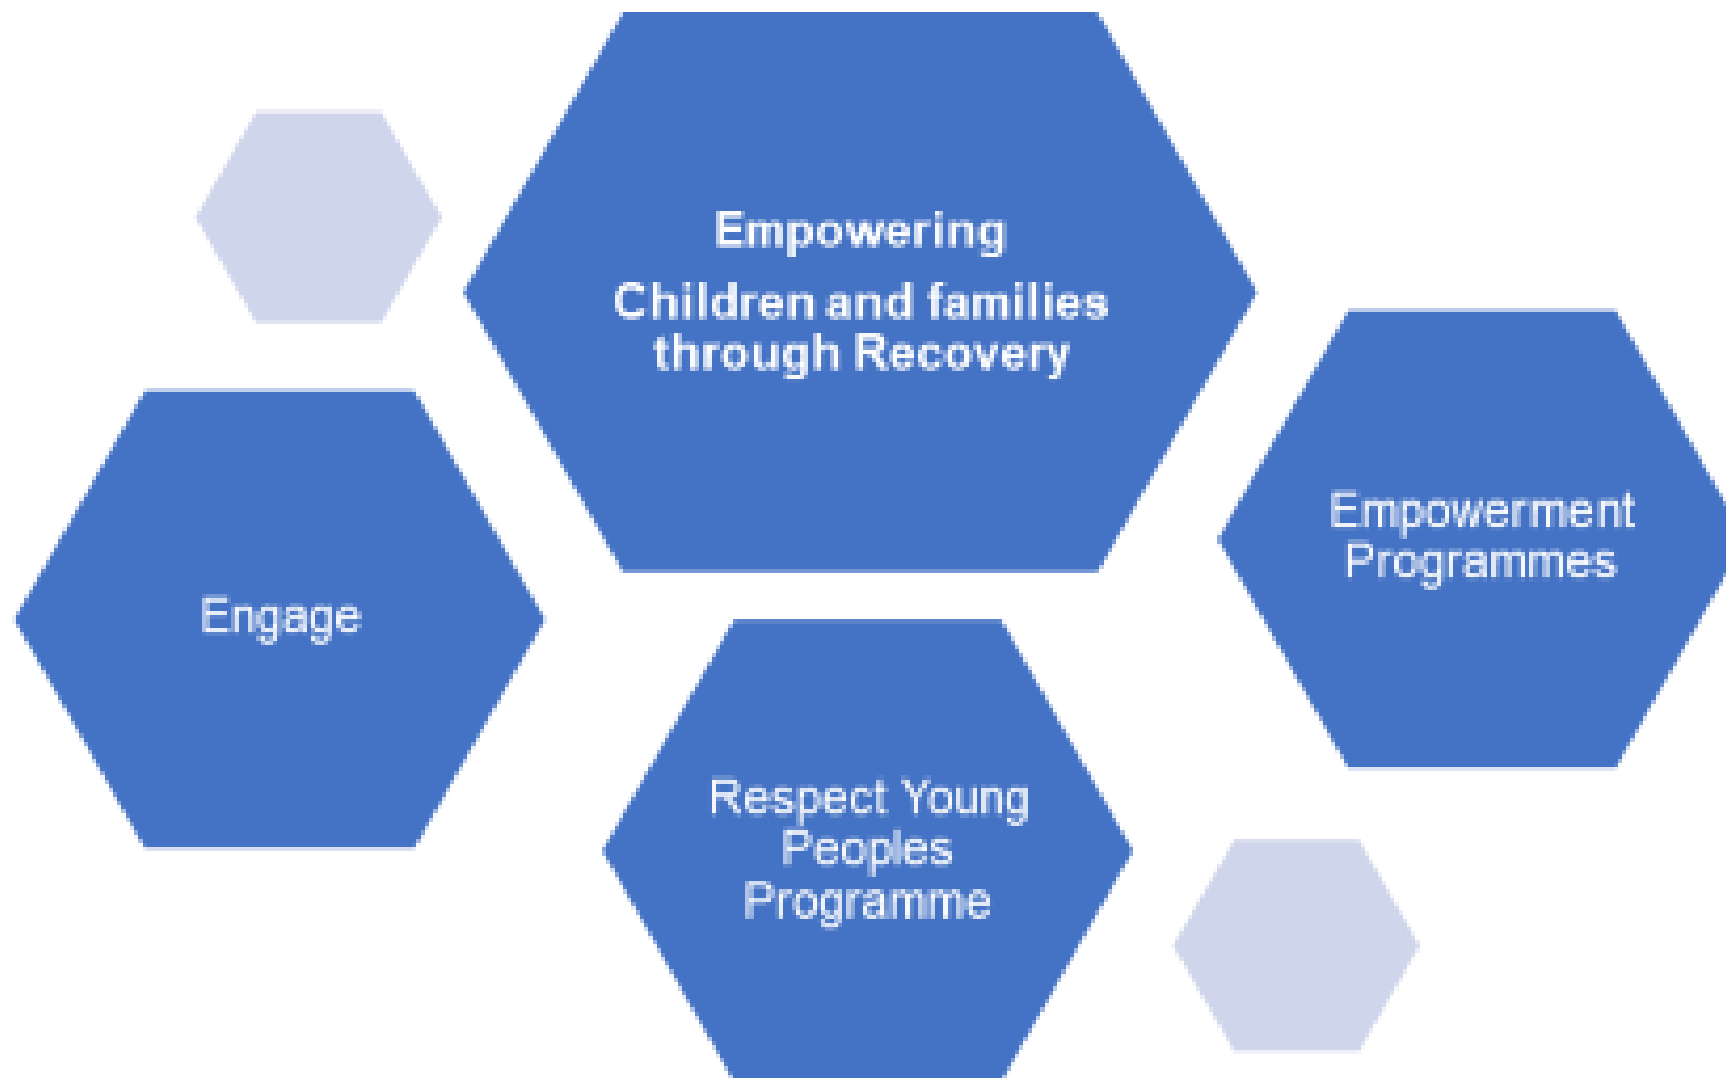 Empowering
Children and families
through Recovery
Empowerment
Programmes
Engage
Respect Young
Peoples
Programme